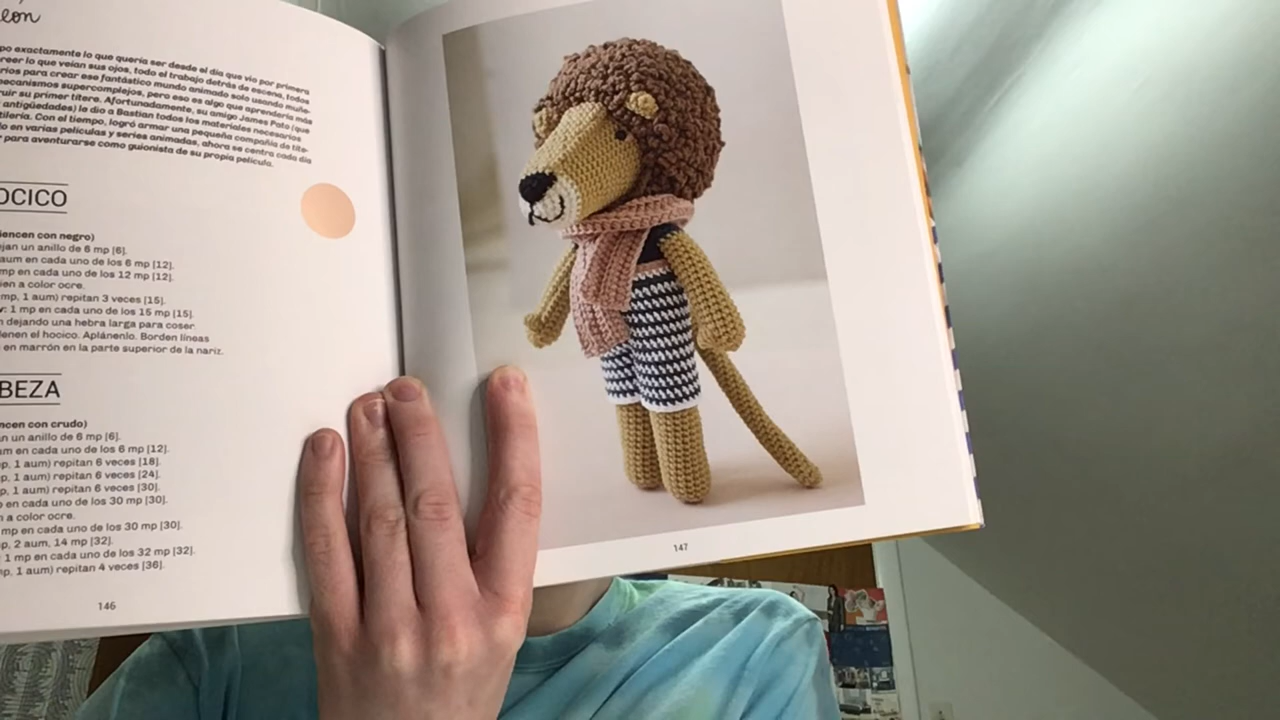 eon
po exactamente lo que quería ser desde el día que vio por primera
reer lo que veían sus ojos, todo el trabajo detrás de escena, todos
rios para crear ese fantástico mundo animado solo usando muñe-
mecanismos supercomplejos, pero eso es algo que aprendería más
ruir su primer títere. Afortunadamente, su amigo James Pato (que
antigüedades) le dio a Bastian todos los materiales necesarios
tilería. Con el tiempo, logró armar una pequeña compañía de títe-
do en varias películas y series animadas, ahora se centra cada día
para aventurarse como guionista de su propia película.
OCICO
iencen con negro)
jan un anillo de 6 mp [6].
aum en cada uno de los 6 mp [12].
mp en cada uno de los 12 mp [12].
ien a color ocre.
mp, 1 aum) repitan 3 veces [15].
v: 1 mp en cada uno de los 15 mp [15].
n dejando una hebra larga para coser.
lenen el hocico. Aplánenlo. Borden líneas
en marrón en la parte superior de la nariz.
BEZA
ncen con crudo)
an un anillo de 6 mp [6].
um en cada uno de los 6 mp [12].
p, 1 aum) repitan 6 veces [18].
p, 1 aum) repitan 6 veces [24].
p, 1 aum) repitan 6 veces [30].
p en cada uno de los 30 mp [30].
n a color ocre.
mp en cada uno de los 30 mp [30].
p, 2 aum, 14 mp [32].
1 mp en cada uno de los 32 mp [32].
mp, 1 aum) repitan 4 veces [36].
146
147